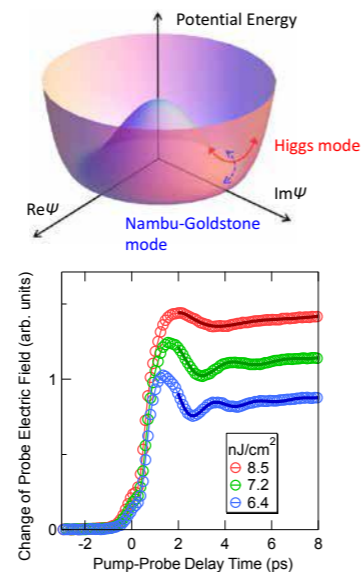 Potential Energy
Higgs mode
ReΨ
ImΨ
Nambu-Goldstone
mode
Change of Probe Electric Field (arb. units)
1
0
nJ/cm²
8.5
7.2
6.4
-2 0 2 4 6 8
Pump-Probe Delay Time (ps)